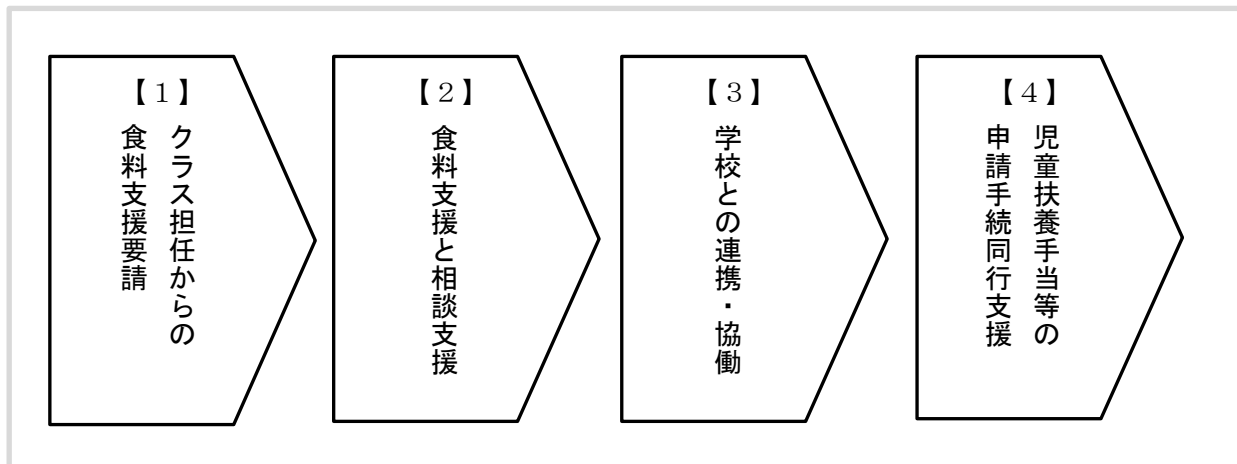 【１】
クラス担任からの
食料支援要請
【２】
食料支援と相談支援
【３】
学校との連携・協働
【４】
児童扶養手当等の
申請手続同行支援